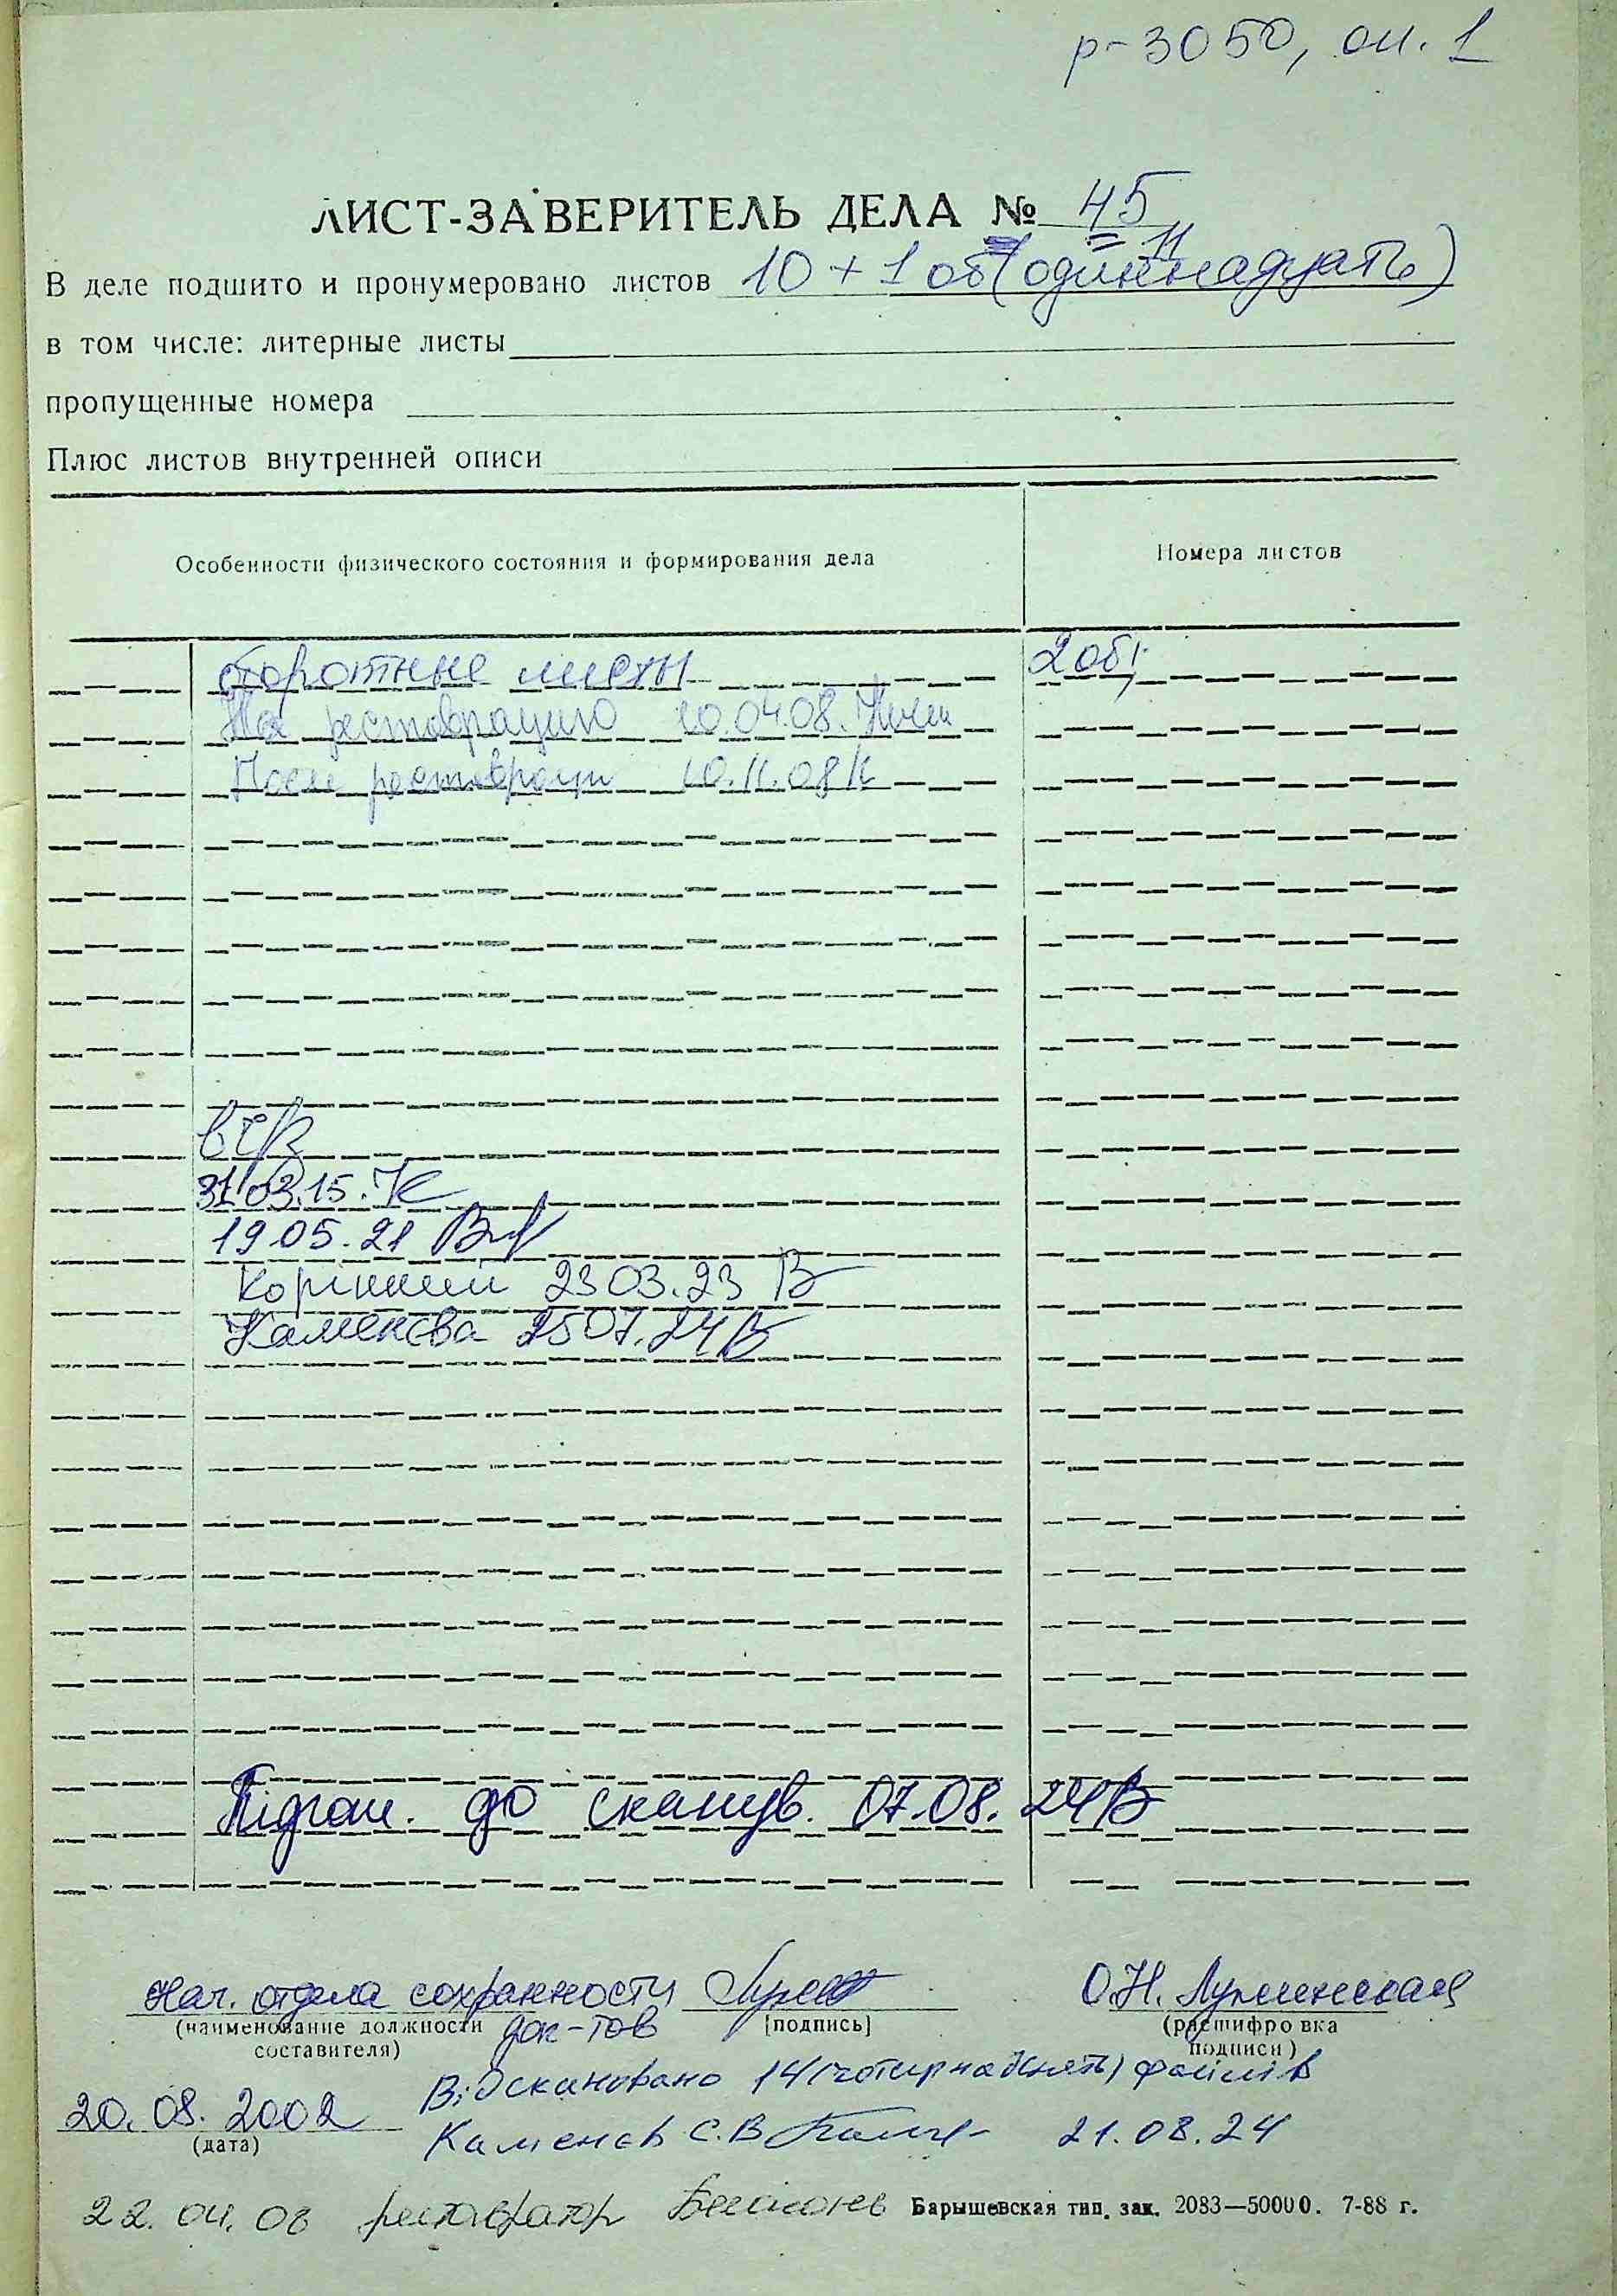 р-3050, оп. 1
ЛИСТ-ЗАВЕРИТЕЛЬ ДЕЛА № 45
11
В деле подшито и пронумеровано листов 10 + 1 об (одиннадцать)
в том числе: литерные листы
пропущенные номера
Плюс листов внутренней описи
Особенности физического состояния и формирования дела
Номера листов
оборотные листы 2 об;
На реставрацию 10.04.08.
После реставрации 10.11.08 К
31.03.15. К
19.05.21
23.03.23 В
Каменєва 25.07.24 В
Підгот. до сканув. 07.08.24 В
Нач. отдела сохранности док-тов
О.Н. Лучинская
(наименование должности составителя)
[подпись]
(расшифровка подписи)
Відскановано 14 (чотирнадцять) файлів
20.08.2002
(дата)
Каменєв С.В 21.08.24
22.04.08 реставратор
Барышевская тип. зак. 2083—50000. 7-88 г.